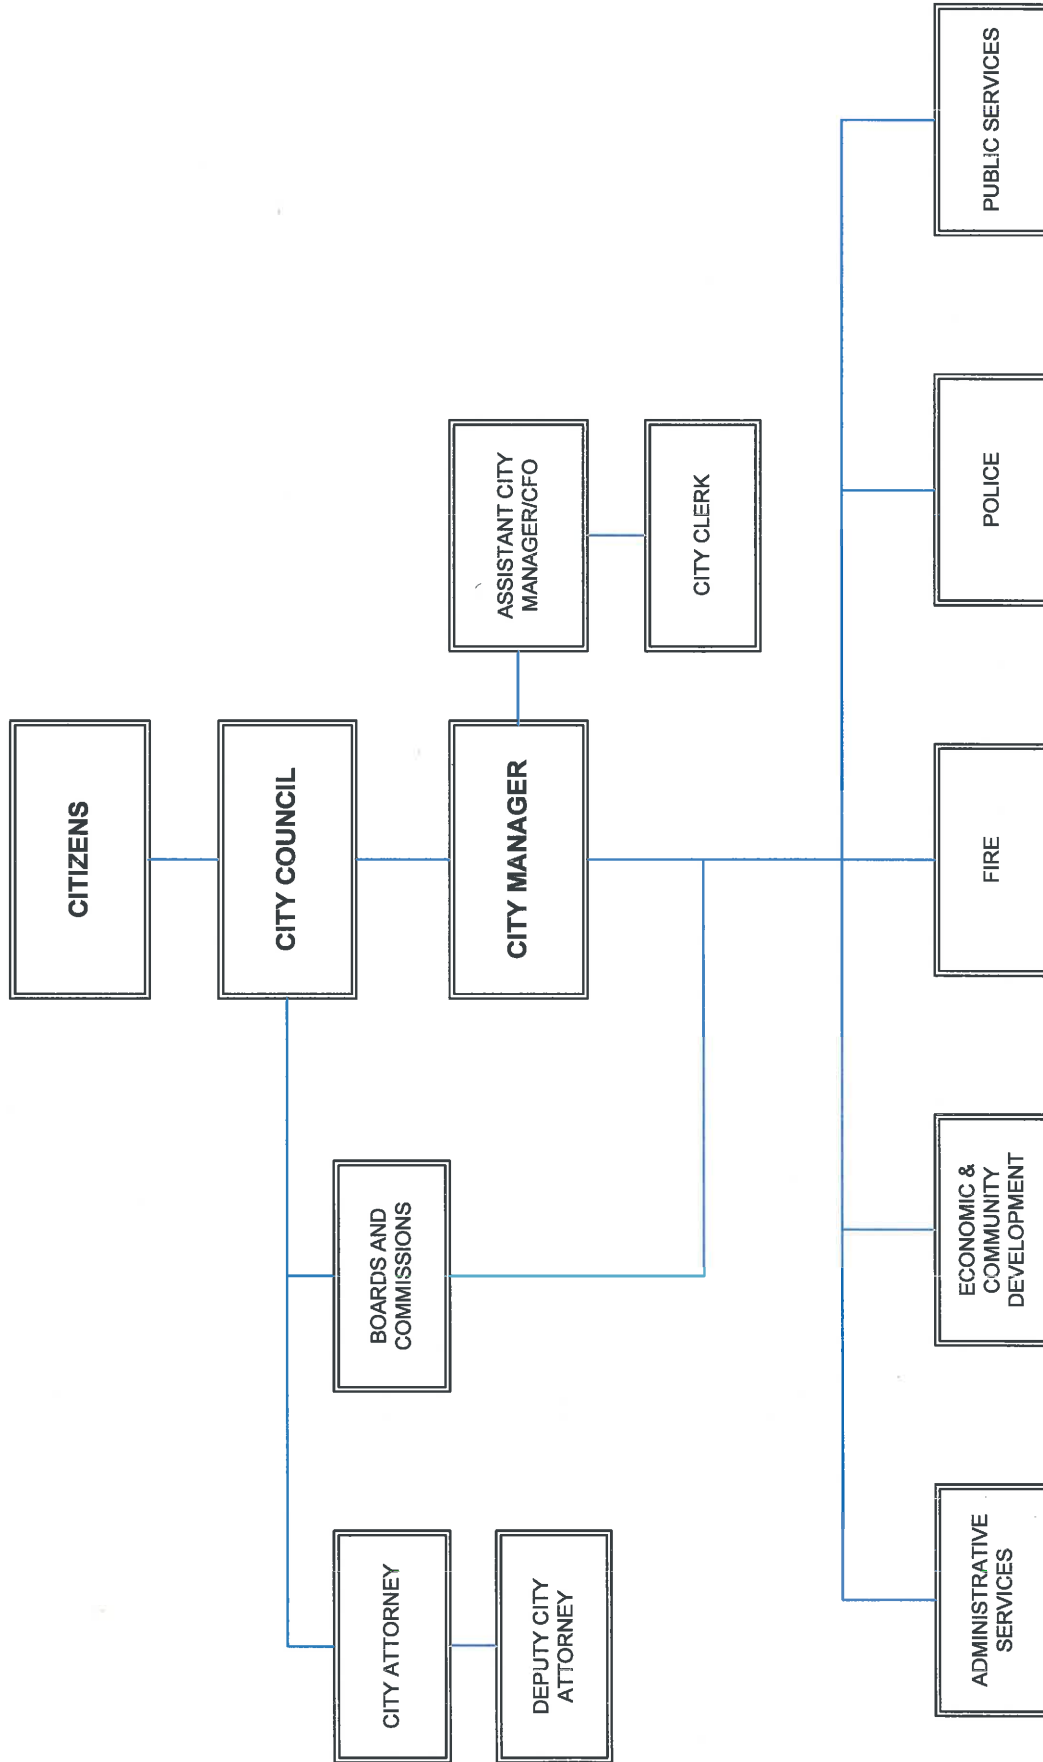 CITIZENS
CITY COUNCIL
CITY ATTORNEY
BOARDS AND
COMMISSIONS
CITY MANAGER
ASSISTANT CITY
MANAGER/CFO
DEPUTY CITY
ATTORNEY
CITY CLERK
ADMINISTRATIVE
SERVICES
ECONOMIC &
COMMUNITY
DEVELOPMENT
FIRE
POLICE
PUBLIC SERVICES